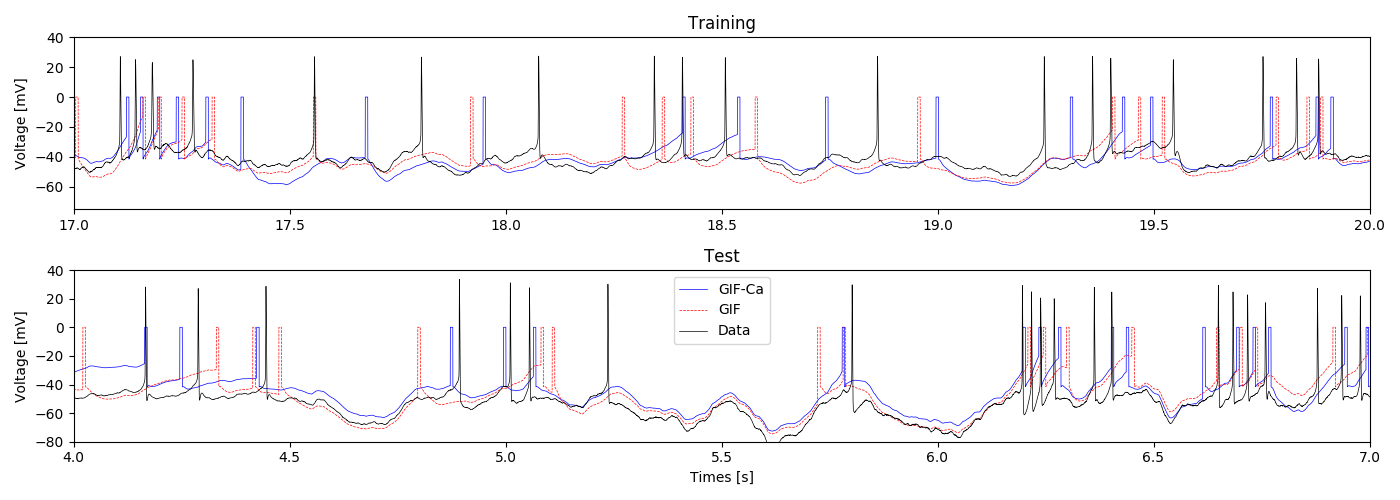 Training
40
20
0
−20
−40
−60
Voltage [mV]
17.0 17.5 18.0 18.5 19.0 19.5 20.0
Test
40
20
0
−20
−40
−60
−80
Voltage [mV]
GIF-Ca
GIF
Data
4.0 4.5 5.0 5.5 6.0 6.5 7.0
Times [s]